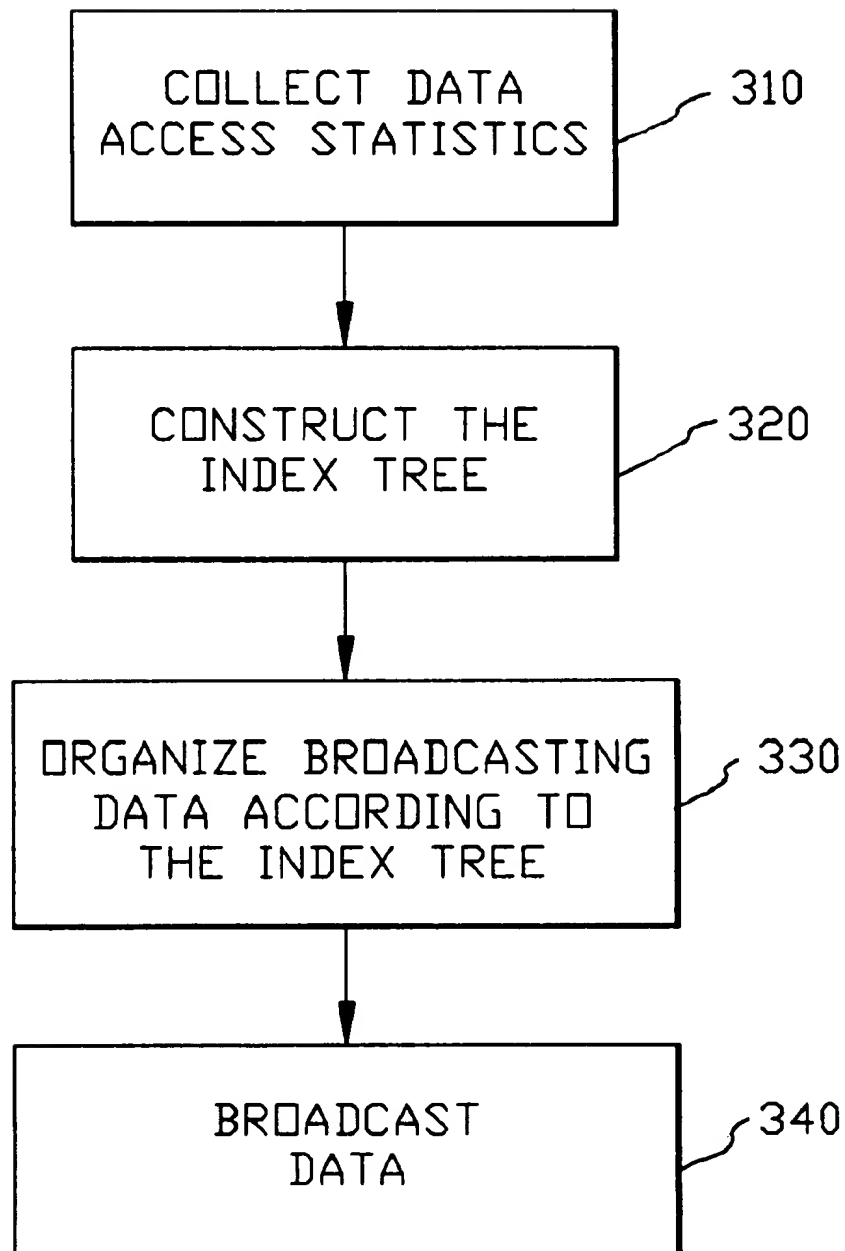 COLLECT DATA
ACCESS STATISTICS
310
CONSTRUCT THE
INDEX TREE
320
ORGANIZE BROADCASTING
DATA ACCORDING TO
THE INDEX TREE
330
BROADCAST
DATA
340